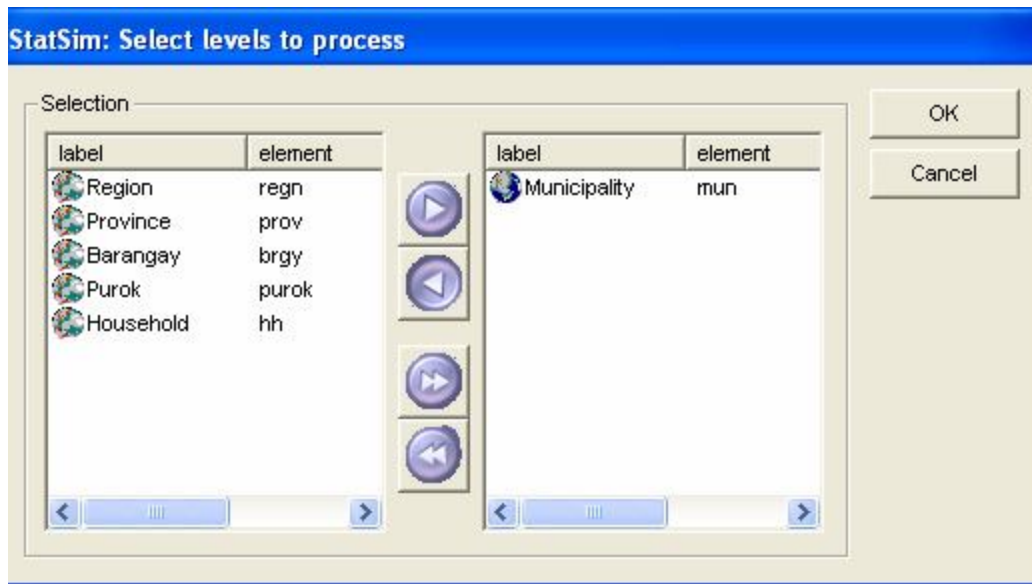 StatSim: Select levels to process
Selection
OK
Cancel
label element
Region regn
Province prov
Barangay brgy
Purok purok
Household hh
label element
Municipality mun